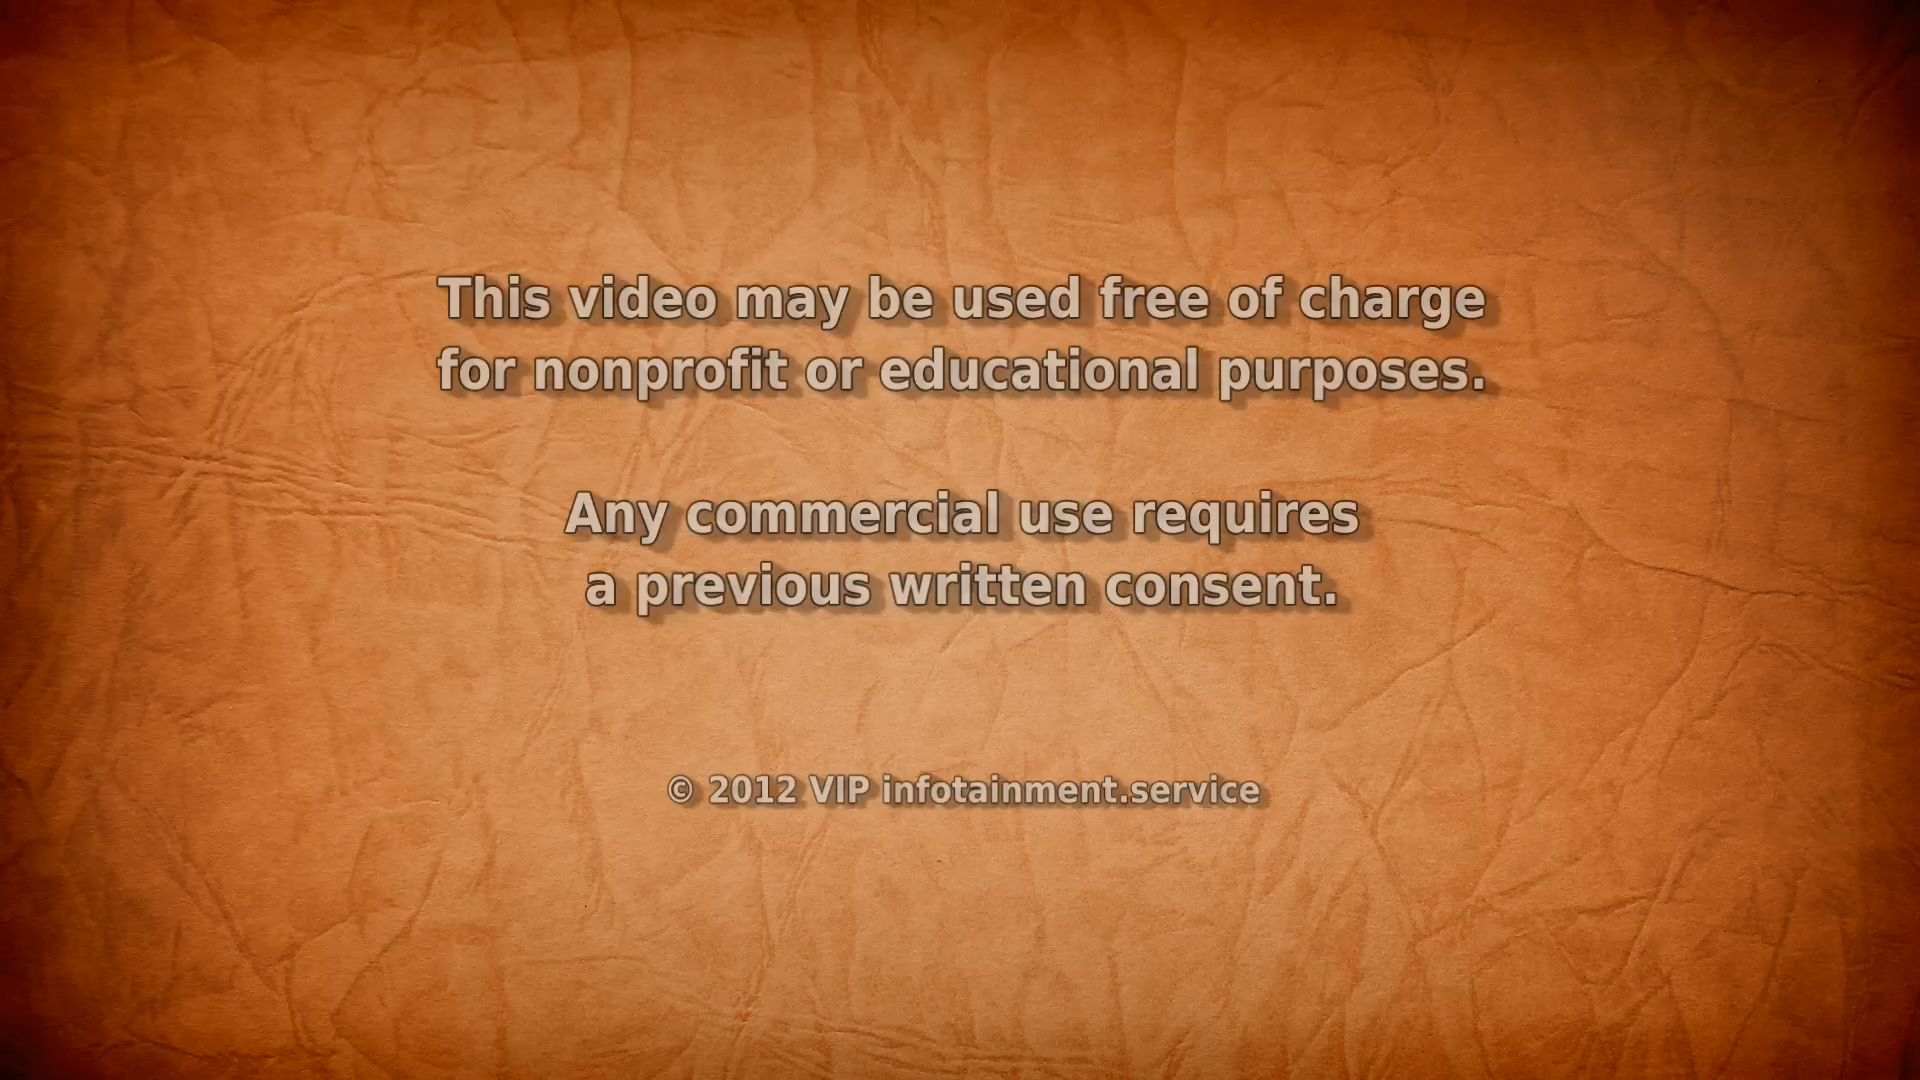 This video may be used free of charge
for nonprofit or educational purposes.
Any commercial use requires
a previous written consent.
© 2012 VIP infotainment.service